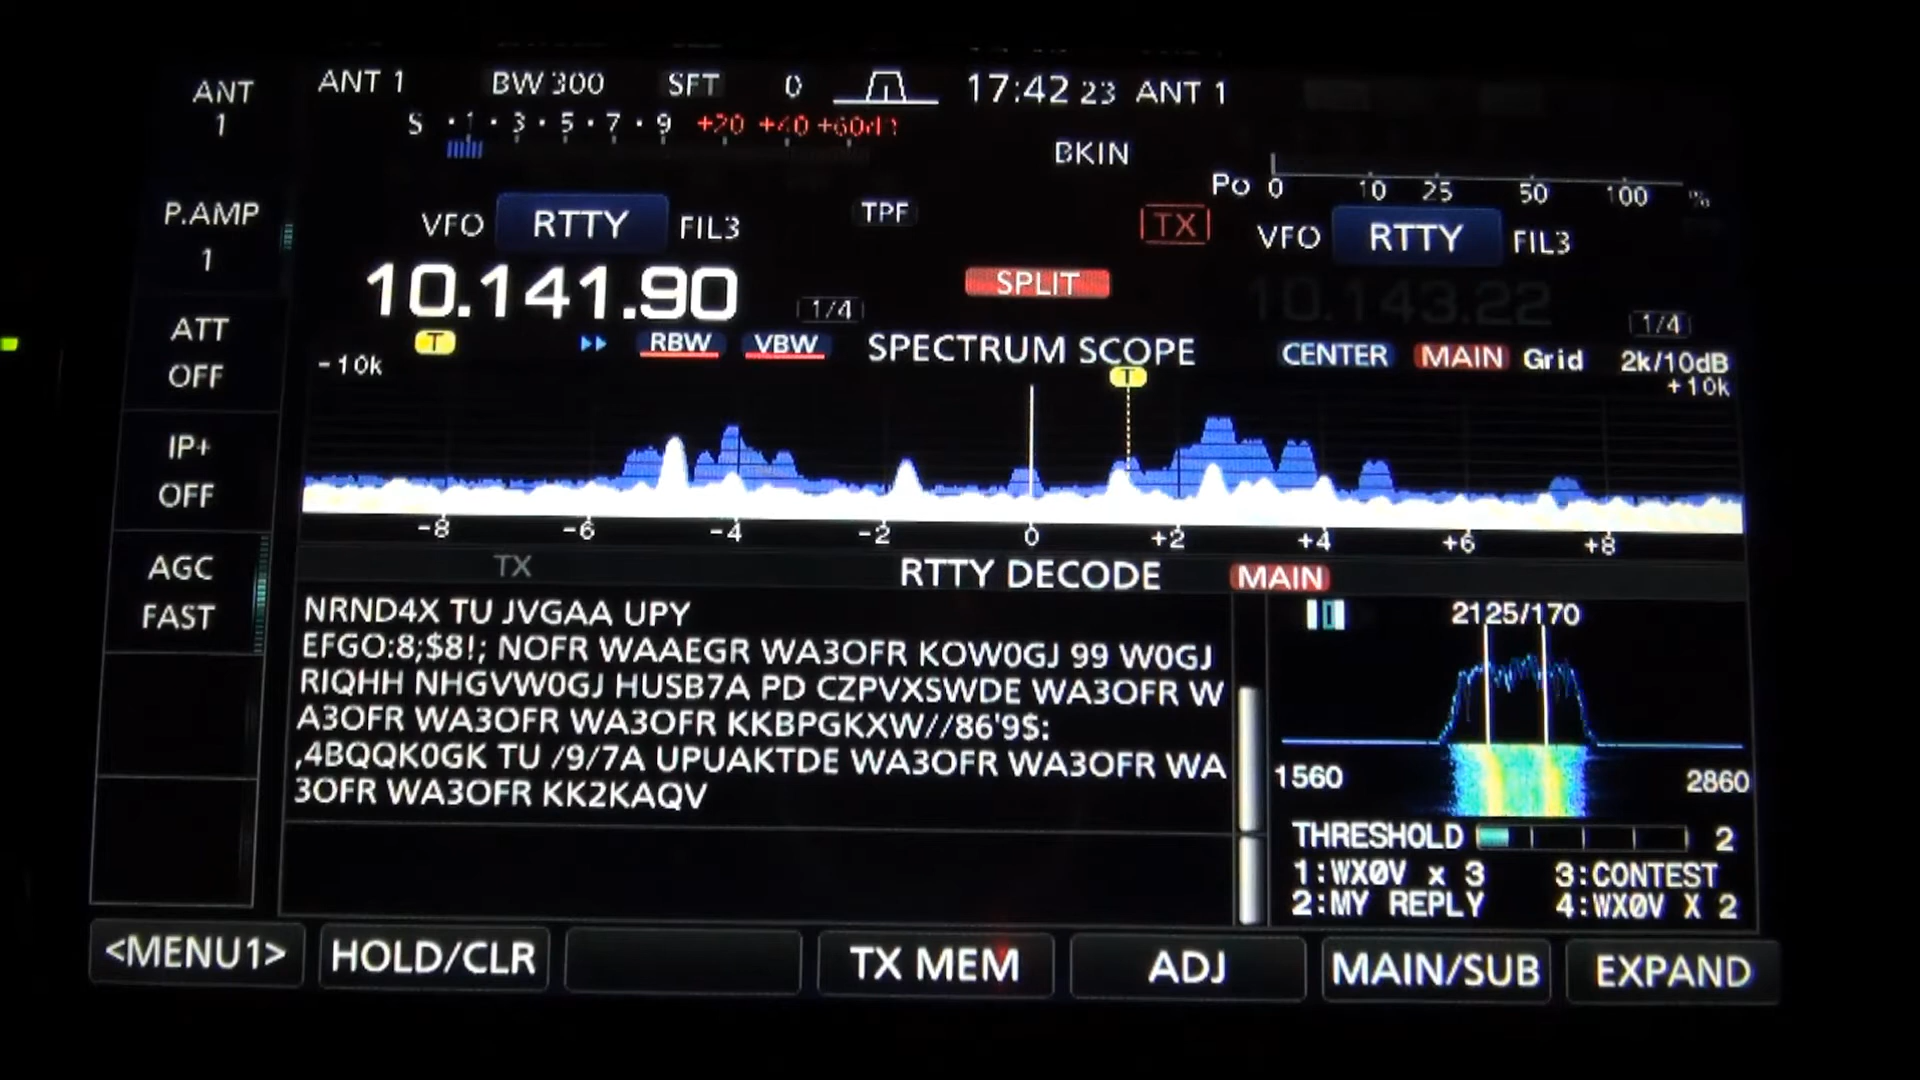 ANT 1 BW 300 SFT 0 17:42 23 ANT 1
ANT
1
S 1 3 5 7 9 +20 +40 +60dB
BKIN
Po 0 10 25 50 100 %
P.AMP
1
VFO RTTY FIL3 TPF TX VFO RTTY FIL3
10.141.90 1/4 SPLIT 10.143.22 1/4
ATT
OFF
T RBW VBW SPECTRUM SCOPE CENTER MAIN Grid 2k/10dB
-10k T +10k
IP+
OFF
-8 -6 -4 -2 0 +2 +4 +6 +8
AGC
FAST
TX RTTY DECODE MAIN
NRND4X TU JVGAA UPY
EFGO:8;$8!; NOFR WAAEGR WA3OFR KOW0GJ 99 W0GJ
RIQHH NHGVW0GJ HUSB7A PD CZPVXSWDE WA3OFR W
A3OFR WA3OFR WA3OFR KKBPGKXW//86'9$:
,4BQQK0GK TU /9/7A UPUAKTDE WA3OFR WA3OFR WA
3OFR WA3OFR KK2KAQV
2125/170
1560 2860
THRESHOLD 2
1:WX0V x 3 3:CONTEST
2:MY REPLY 4:WX0V X 2
<MENU1> HOLD/CLR TX MEM ADJ MAIN/SUB EXPAND